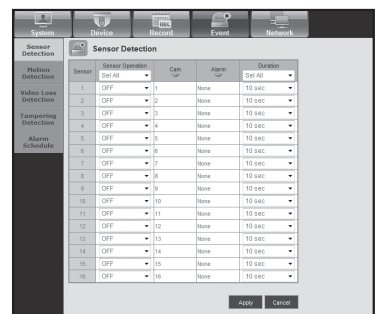 System Device Record Event Network
REC
Sensor Detection
Motion Detection
Video Loss Detection
Tampering Detection
Alarm Schedule
Sensor Detection
Sensor Sensor Operation Cam Alarm Duration
Sel All Sel All
1 OFF 1 None 10 sec
2 OFF 2 None 10 sec
3 OFF 3 None 10 sec
4 OFF 4 None 10 sec
5 OFF 5 None 10 sec
6 OFF 6 None 10 sec
7 OFF 7 None 10 sec
8 OFF 8 None 10 sec
9 OFF 9 None 10 sec
10 OFF 10 None 10 sec
11 OFF 11 None 10 sec
12 OFF 12 None 10 sec
13 OFF 13 None 10 sec
14 OFF 14 None 10 sec
15 OFF 15 None 10 sec
16 OFF 16 None 10 sec
Apply Cancel